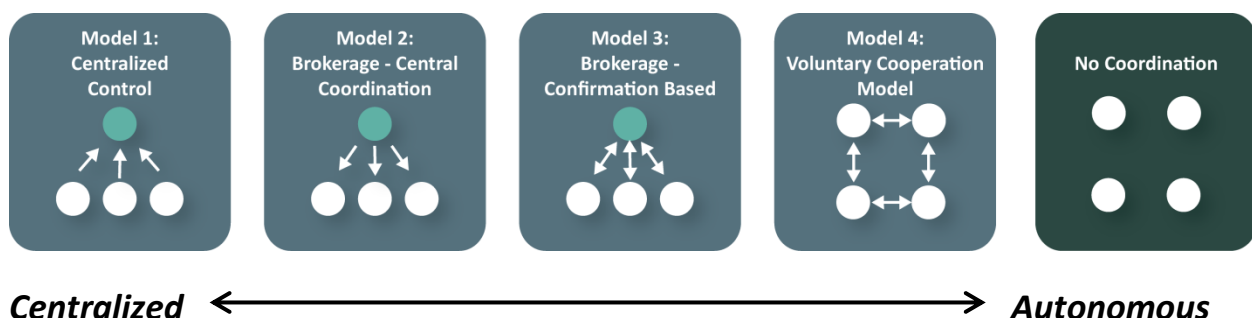 Model 1:
Centralized
Control
Model 2:
Brokerage - Central
Coordination
Model 3:
Brokerage -
Confirmation Based
Model 4:
Voluntary Cooperation
Model
No Coordination
Centralized
Autonomous